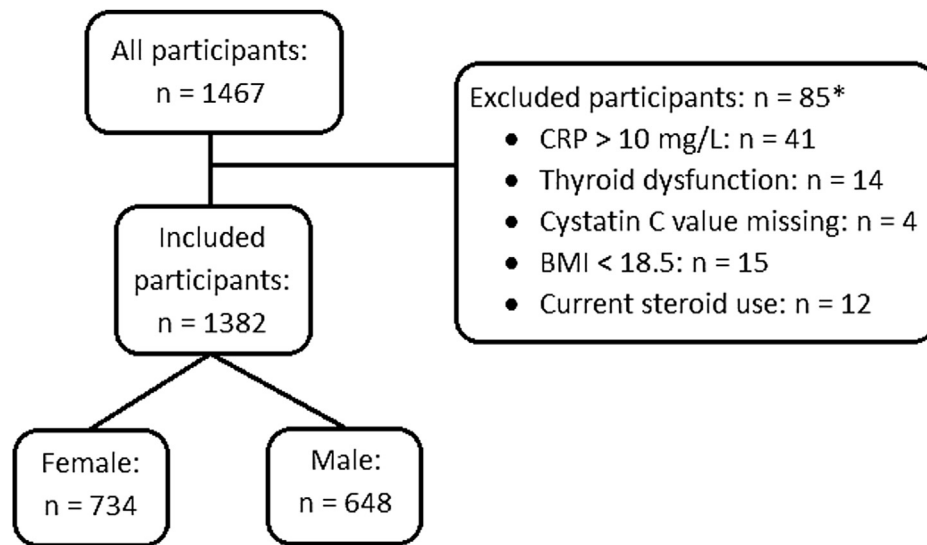 All participants:
n = 1467
Excluded participants: n = 85*
• CRP > 10 mg/L: n = 41
• Thyroid dysfunction: n = 14
• Cystatin C value missing: n = 4
• BMI < 18.5: n = 15
• Current steroid use: n = 12
Included
participants:
n = 1382
Female:
n = 734
Male:
n = 648